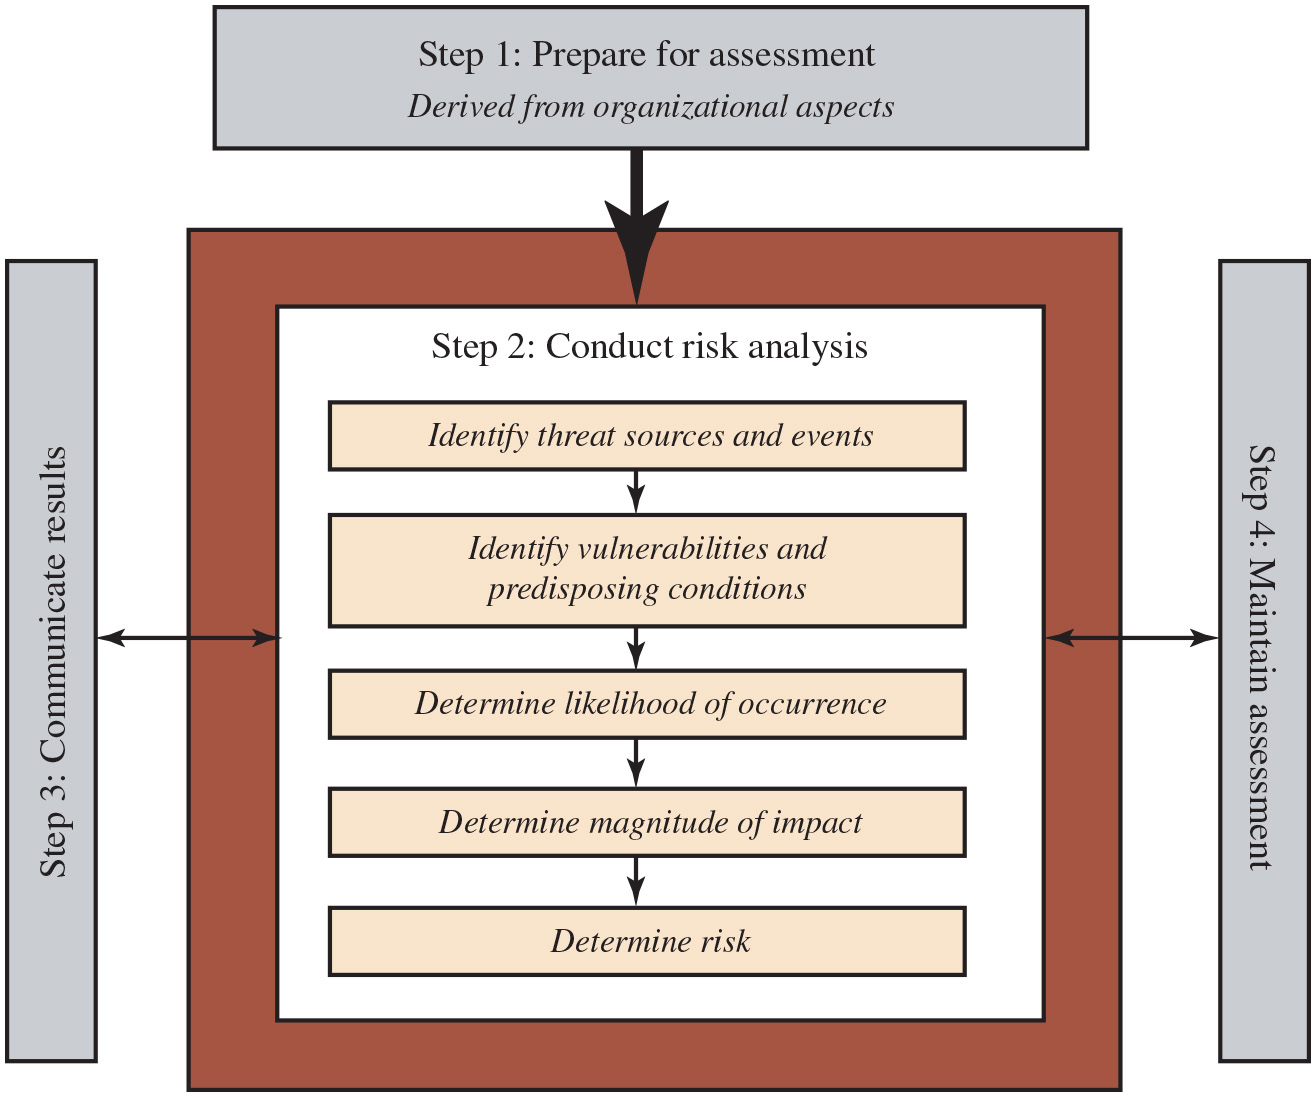 Step 1: Prepare for assessment
Derived from organizational aspects
Step 2: Conduct risk analysis
Identify threat sources and events
Identify vulnerabilities and
predisposing conditions
Determine likelihood of occurrence
Determine magnitude of impact
Determine risk
Step 3: Communicate results
Step 4: Maintain assessment